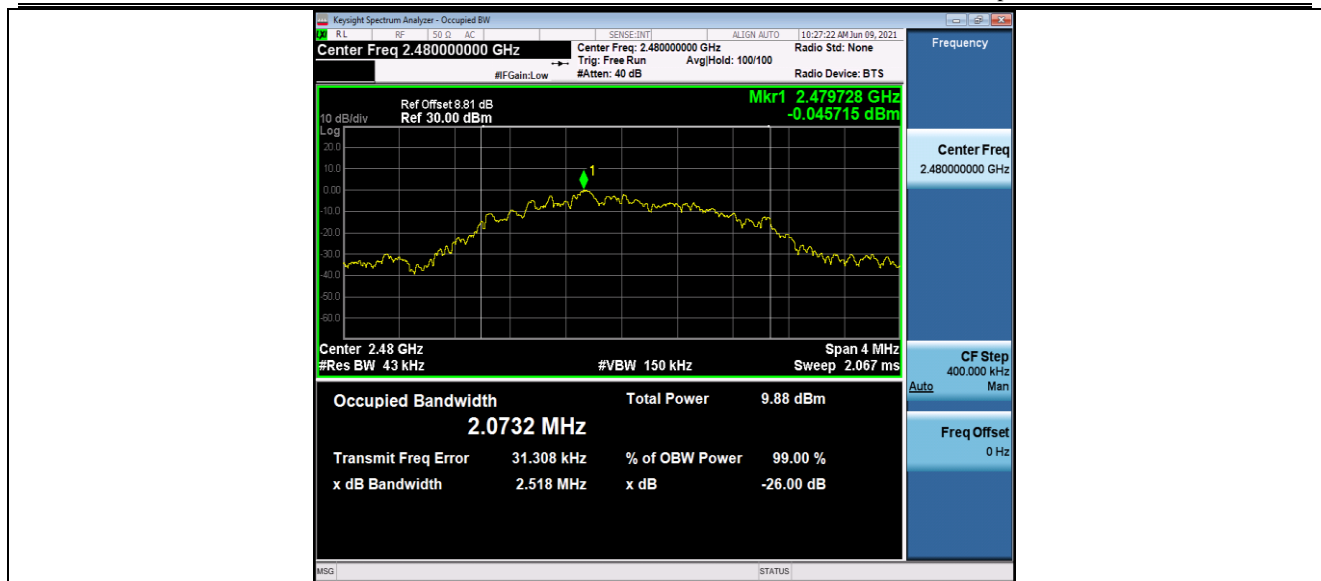 Keysight Spectrum Analyzer - Occupied BW
RL RF 50 Ω AC SENSE:INT ALIGN AUTO 10:27:22 AM Jun 09, 2021
Center Freq 2.480000000 GHz
Center Freq: 2.480000000 GHz
Radio Std: None
Trig: Free Run Avg|Hold: 100/100
#IFGain:Low #Atten: 40 dB Radio Device: BTS
Frequency
Mkr1 2.479728 GHz
-0.045715 dBm
Ref Offset 8.81 dB
10 dB/div Ref 30.00 dBm
Log
20.0
10.0
1
0.00
-10.0
-20.0
-30.0
-40.0
-50.0
-60.0
Center 2.48 GHz Span 4 MHz
#Res BW 43 kHz #VBW 150 kHz Sweep 2.067 ms
Occupied Bandwidth Total Power 9.88 dBm
2.0732 MHz
Transmit Freq Error 31.308 kHz % of OBW Power 99.00 %
x dB Bandwidth 2.518 MHz x dB -26.00 dB
Center Freq
2.480000000 GHz
CF Step
400.000 kHz
Auto Man
Freq Offset
0 Hz
MSG STATUS